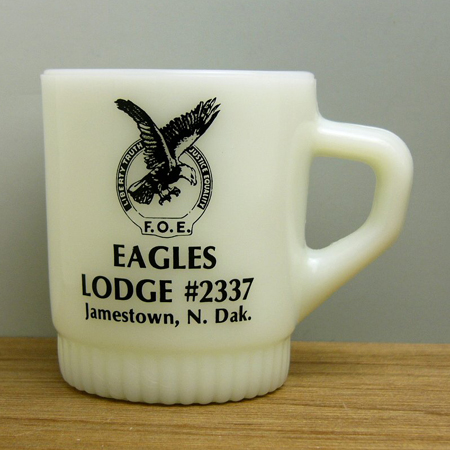 LIBERTY TRUTH
JUSTICE EQUALITY
F.O.E.
EAGLES
LODGE #2337
Jamestown, N. Dak.